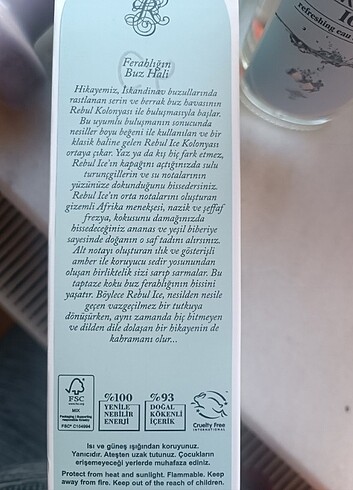 Ferahlığın
Buz Hali
Hikayemiz, İskandinav buzullarında
rastlanan serin ve berrak buz havasının
Rebul Kolonyası ile buluşmasıyla başlar.
Bu uyumlu buluşmanın sonucunda
nesiller boyu beğeni ile kullanılan ve bir
klasik haline gelen Rebul Ice Kolonyası
ortaya çıkar. Yaz ya da kış hiç fark etmez,
Rebul Ice'ın kapağını açtığınızda sulu
turunçgillerin ve su notalarının
yüzünüze dokunduğunu hissedersiniz.
Rebul Ice'ın orta notalarını oluşturan
gizemli Afrika menekşesi, nazik ve şeffaf
frezya, kokusunu damağınızda
hissedeceğiniz ananas ve yeşil biberiye
sayesinde doğanın o saf tadını alırsınız.
Alt notayı oluşturan ılık ve gösterişli
amber ile koruyucu sedir yosunundan
oluşan birliktelik sizi sarıp sarmalar. Bu
taptaze koku buz ferahlığının hissini
yaşatır. Böylece Rebul Ice, nesilden nesile
geçen vazgeçilmez bir tutkuya
dönüşürken, aynı zamanda hiç bitmeyen
ve dilden dile dolaşan bir hikayenin de
kahramanı olur...
FSC
MIX
FSC® C104984
%100
YENİLE
NEBİLİR
ENERJİ
%93
DOĞAL
KÖKENLİ
İÇERİK
Cruelty Free
INTERNATIONAL
Isı ve güneş ışığından koruyunuz.
Yanıcıdır. Ateşten uzak tutunuz. Çocukların
erişemeyeceği yerlerde muhafaza ediniz.
Protect from heat and sunlight. Flammable. Keep
away from fire. Keep out of the reach of children.
refreshing eau